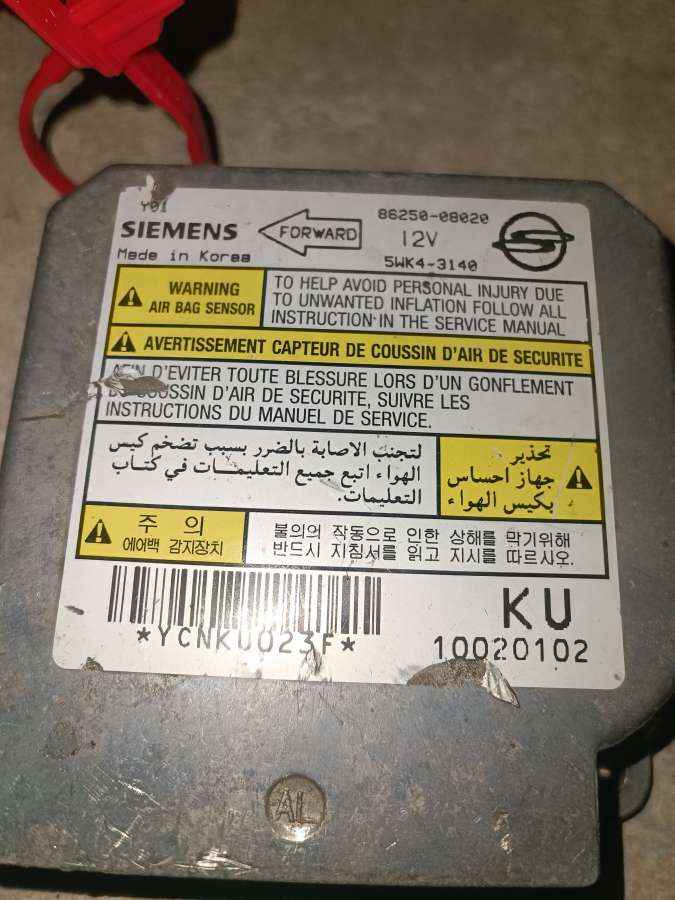 Y01
SIEMENS
Made in Korea
FORWARD
86250-08020
12V
5WK4-3140
WARNING
AIR BAG SENSOR
TO HELP AVOID PERSONAL INJURY DUE
TO UNWANTED INFLATION FOLLOW ALL
INSTRUCTION IN THE SERVICE MANUAL
AVERTISSEMENT CAPTEUR DE COUSSIN D'AIR DE SECURITE
D'EVITER TOUTE BLESSURE LORS D'UN GONFLEMENT
COUSSIN D'AIR DE SECURITE, SUIVRE LES
INSTRUCTIONS DU MANUEL DE SERVICE.
تحذير
جهاز احساس
بكيس الهواء
لتجنب الاصابة بالضرر بسبب تضخم كيس
الهواء اتبع جميع التعليمات في كتاب
التعليمات.
주 의
에어백 감지장치
불의의 작동으로 인한 상해를 막기위해
반드시 지침서를 읽고 지시를 따르시오.
*YCNKU023F*
KU
10020102
AL